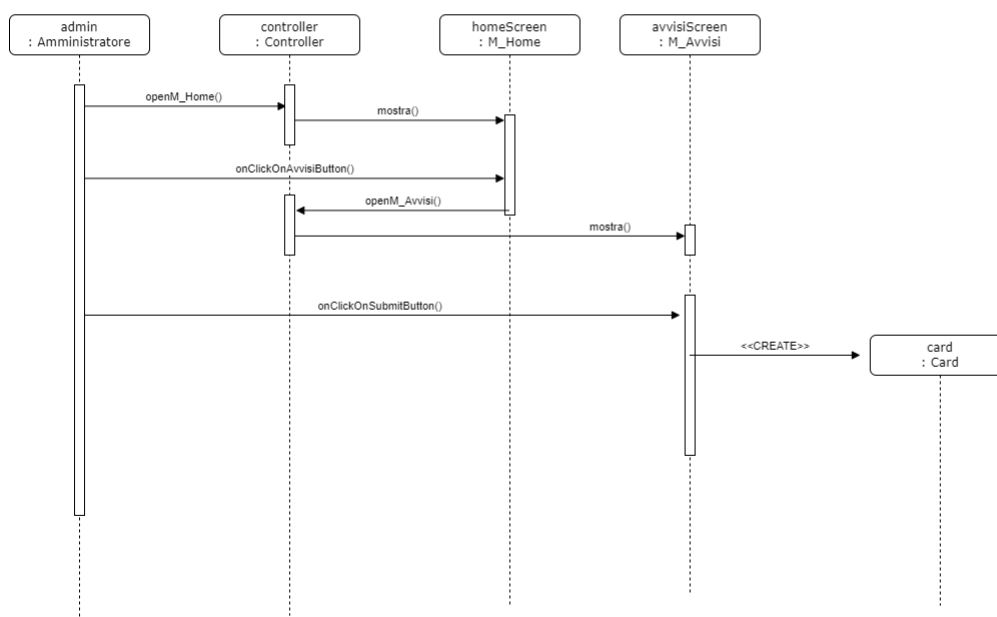 admin
: Amministratore
controller
: Controller
homeScreen
: M_Home
avvisiScreen
: M_Avvisi
openM_Home()
mostra()
onClickOnAvvisiButton()
openM_Avvisi()
mostra()
onClickOnSubmitButton()
<<CREATE>>
card
: Card